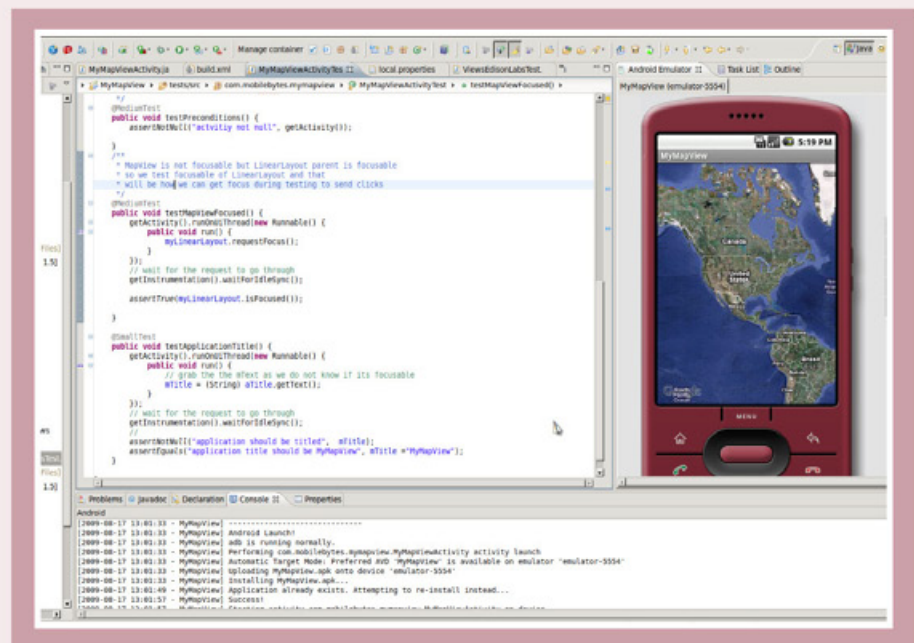 Manage container
Java
MyMapViewActivity.ja
build.xml
MyMapViewActivityTes
local properties
ViewsEdisonLabsTest.
Android Emulator
Task List
Outline
MyMapView
tests/src
com.mobilebytes.mymapview
MyMapViewActivityTest
testMapViewFocused()
MyMapView (emulator-5554)
*/
@MediumTest
public void testPreconditions() {
assertNotNull("activtiy not null", getActivity());
}
/**
* MapView is not focusable but LinearLayout parent is focusable
* so we test focusable of LinearLayout and that
* will be how we can get focus during testing to send clicks
*/
@MediumTest
public void testMapViewFocused() {
getActivity().runOnUiThread(new Runnable() {
public void run() {
myLinearLayout.requestFocus();
}
});
// wait for the request to go through
getInstrumentation().waitForIdleSync();
assertTrue(myLinearLayout.isFocused());
}
@SmallTest
public void testApplicationTitle() {
getActivity().runOnUiThread(new Runnable() {
public void run() {
// grab the the mText as we do not know if its focusable
mTitle = (String) aTitle.getText();
}
});
// wait for the request to go through
getInstrumentation().waitForIdleSync();
//
assertNotNull("application should be titled", mTitle);
assertEquals("application title should be MyMapView", mTitle ="MyMapView");
}
Files]
1.5]
Files]
1.5]
5:19 PM
MyMapView
Canada
United
States
Mexico
Brasil
MENU
Problems
Javadoc
Declaration
Console
Properties
Android
[2009-08-17 13:01:33 - MyMapView] ------------------------------
[2009-08-17 13:01:33 - MyMapView] Android Launch!
[2009-08-17 13:01:33 - MyMapView] adb is running normally.
[2009-08-17 13:01:33 - MyMapView] Performing com.mobilebytes.mymapview.MyMapViewActivity activity launch
[2009-08-17 13:01:33 - MyMapView] Automatic Target Mode: Preferred AVD 'MyMapView' is available on emulator 'emulator-5554'
[2009-08-17 13:01:33 - MyMapView] Uploading MyMapView.apk onto device 'emulator-5554'
[2009-08-17 13:01:33 - MyMapView] Installing MyMapView.apk...
[2009-08-17 13:01:49 - MyMapView] Application already exists. Attempting to re-install instead...
[2009-08-17 13:01:57 - MyMapView] Success!